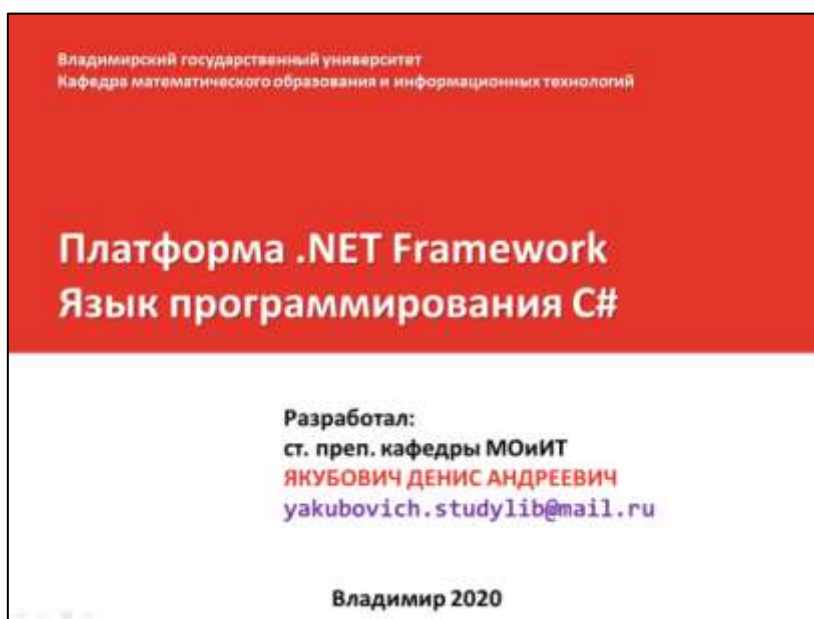 Владимирский государственный университет
Кафедра математического образования и информационных технологий
Платформа .NET Framework
Язык программирования C#
Разработал:
ст. преп. кафедры МОиИТ
ЯКУБОВИЧ ДЕНИС АНДРЕЕВИЧ
yakubovich.studylib@mail.ru
Владимир 2020